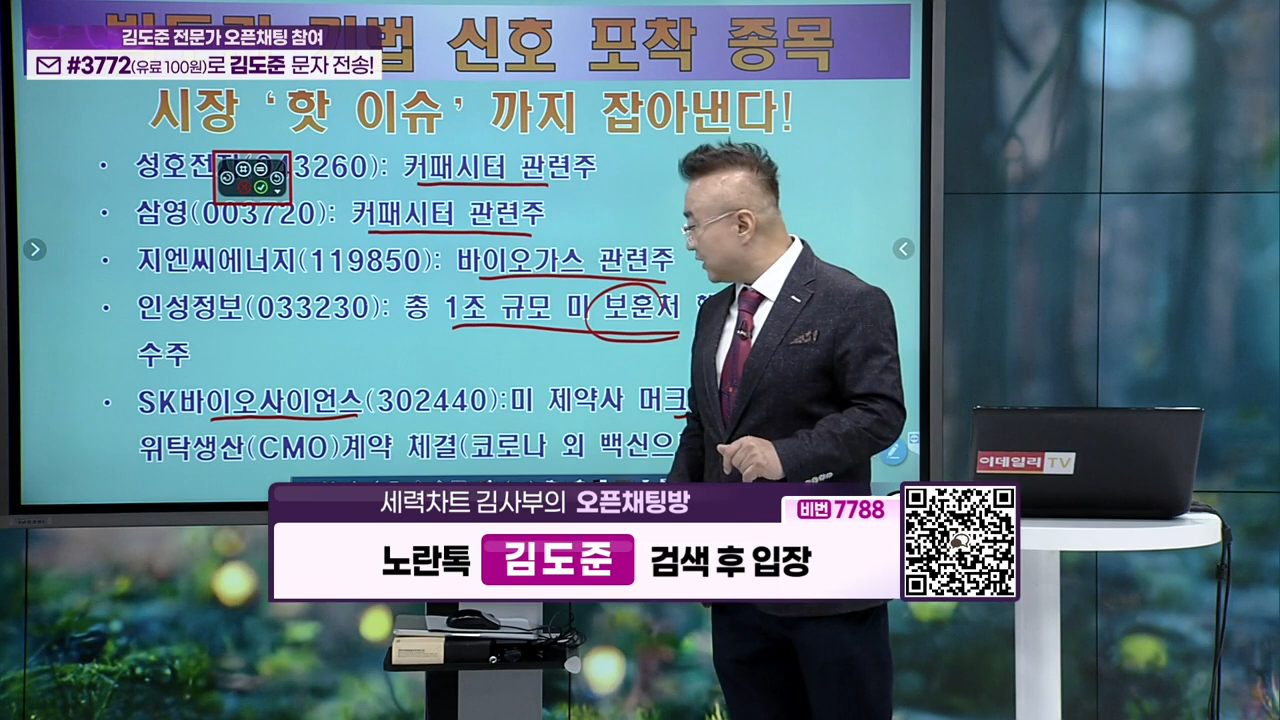 김도준 전문가 오픈채팅 참여
#3772(유료 100원)로 김도준 문자 전송!
신호 포착 종목
시장 ‘핫 이슈’ 까지 잡아낸다!
• 성호전 43260): 커패시터 관련주
• 삼영(003720): 커패시터 관련주
• 지엔씨에너지(119850): 바이오가스 관련주
• 인성정보(033230): 총 1조 규모 미 보훈처
수주
• SK바이오사이언스(302440):미 제약사 머크
위탁생산(CMO)계약 체결(코로나 외 백신으
이데일리 TV
세력차트 김사부의 오픈채팅방
비번 7788
노란톡 김도준 검색 후 입장